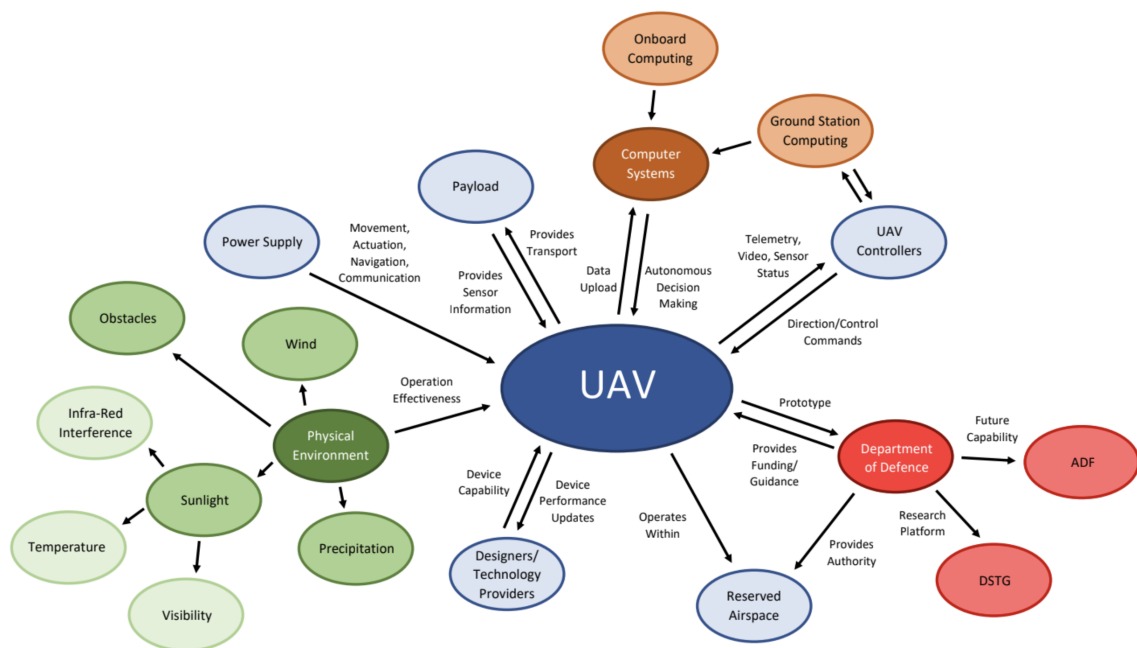 Onboard
Computing
Ground Station
Computing
Computer
Systems
Payload
Power Supply
Movement,
Actuation,
Navigation,
Communication
Provides
Transport
Provides
Sensor
Information
Data
Upload
Autonomous
Decision
Making
Telemetry,
Video, Sensor
Status
UAV
Controllers
Direction/Control
Commands
Obstacles
Wind
Operation
Effectiveness
UAV
Infra-Red
Interference
Physical
Environment
Sunlight
Temperature
Visibility
Precipitation
Device
Capability
Device
Performance
Updates
Designers/
Technology
Providers
Operates
Within
Reserved
Airspace
Prototype
Provides
Funding/
Guidance
Department
of Defence
Future
Capability
ADF
Research
Platform
Provides
Authority
DSTG